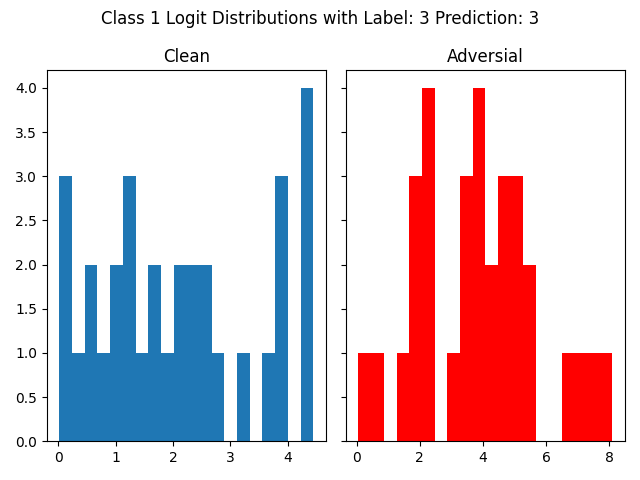 Class 1 Logit Distributions with Label: 3 Prediction: 3
Clean
Adversial
4.0
3.5
3.0
2.5
2.0
1.5
1.0
0.5
0.0
0 1 2 3 4
0 2 4 6 8